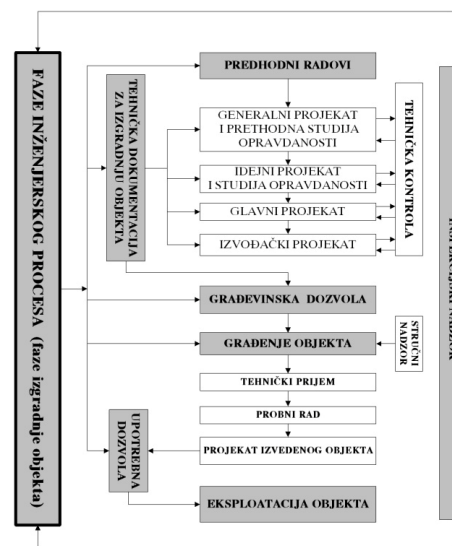 FAZE INŽENJERSKOG PROCESA (faze izgradnje objekta)
TEHNIČKA DOKUMENTACIJA
ZA IZGRADNJU OBJEKTA
PREDHODNI RADOVI
GENERALNI PROJEKAT
I PRETHODNA STUDIJA
OPRAVDANOSTI
IDEJNI PROJEKAT
I STUDIJA OPRAVDANOSTI
GLAVNI PROJEKAT
IZVOĐAČKI PROJEKAT
TEHNIČKA KONTROLA
GRAĐEVINSKA DOZVOLA
GRAĐENJE OBJEKTA
STRUČNI
NADZOR
TEHNIČKI PRIJEM
PROBNI RAD
PROJEKAT IZVEDENOG OBJEKTA
UPOTREBNA
DOZVOLA
EKSPLOATACIJA OBJEKTA
NADZOR